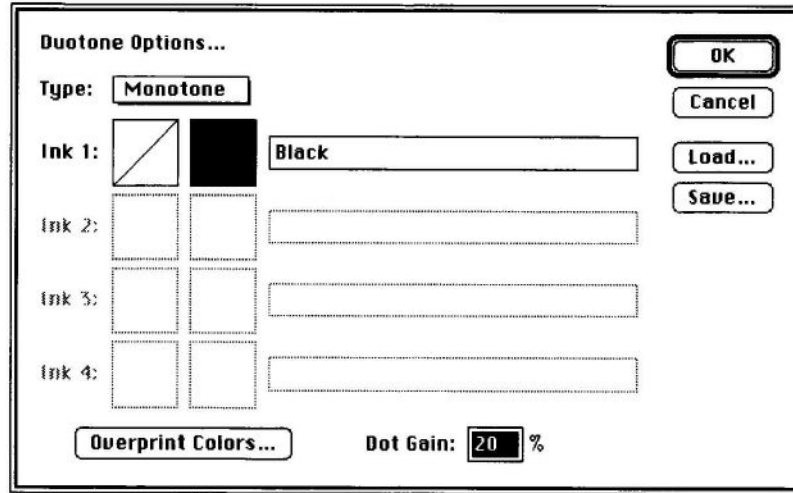 Duotone Options...
OK
Type: Monotone
Cancel
Ink 1: Black
Load...
Save...
Ink 2:
Ink 3:
Ink 4:
Overprint Colors... Dot Gain: 20 %